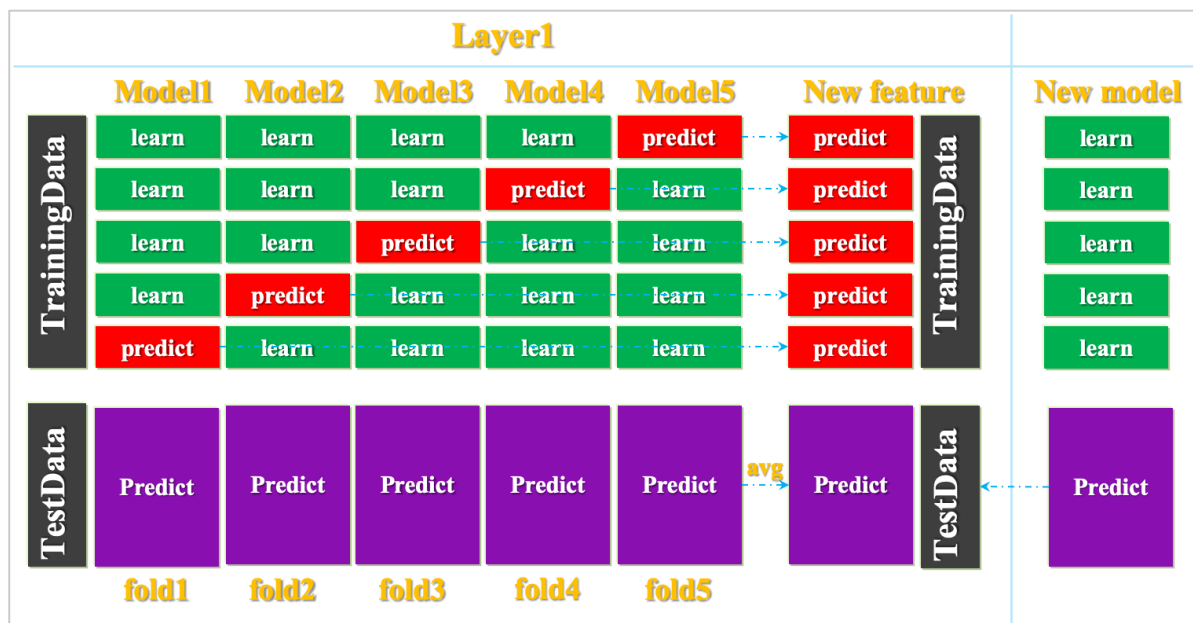 Layer1
Model1 Model2 Model3 Model4 Model5 New feature New model
TrainingData
learn learn learn learn predict predict learn
learn learn learn predict learn predict learn
learn learn predict learn learn predict learn
learn predict learn learn learn predict learn
predict learn learn learn learn predict learn
TrainingData
TestData
Predict Predict Predict Predict Predict avg Predict Predict
TestData
fold1 fold2 fold3 fold4 fold5